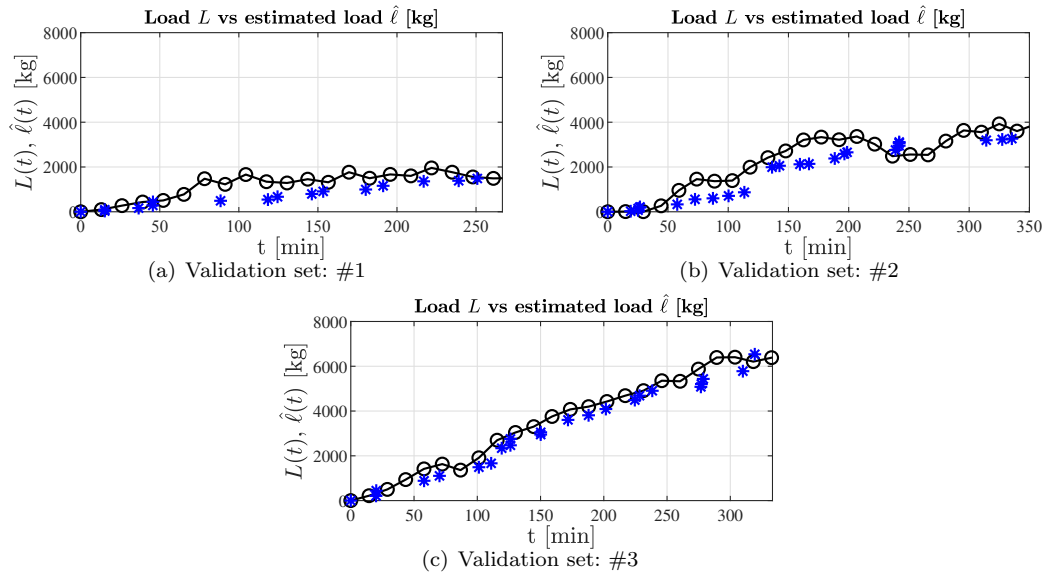 Load L vs estimated load ℓ̂ [kg]
L(t), ℓ̂(t) [kg]
8000
6000
4000
2000
0
0 50 100 150 200 250
t [min]
(a) Validation set: #1
Load L vs estimated load ℓ̂ [kg]
L(t), ℓ̂(t) [kg]
8000
6000
4000
2000
0
0 50 100 150 200 250 300 350
t [min]
(b) Validation set: #2
Load L vs estimated load ℓ̂ [kg]
L(t), ℓ̂(t) [kg]
8000
6000
4000
2000
0
0 50 100 150 200 250 300
t [min]
(c) Validation set: #3